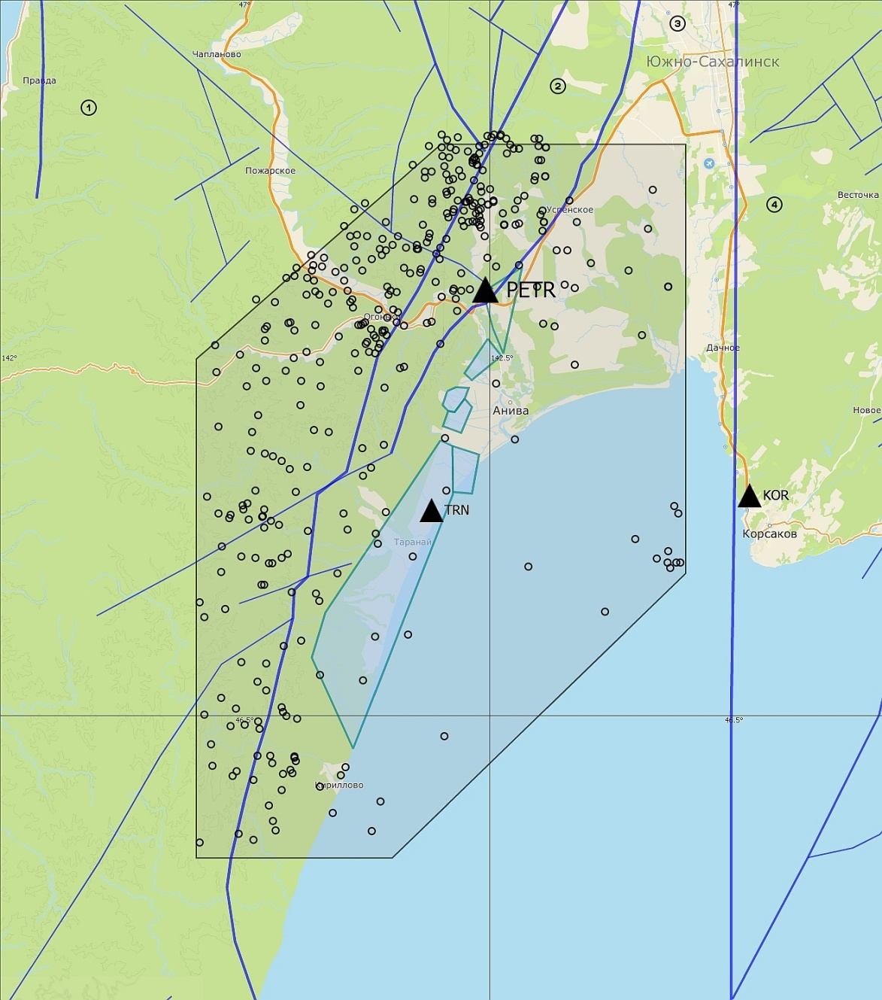 47°
47°
3
Чапланово
Южно-Сахалинск
Правда
2
1
Пожарское
Весточка
4
Успенское
PETR
Огоньки
Дачное
142°
142.5°
Анива
Новое
KOR
TRN
Корсаков
Таранай
46.5°
46.5°
Кириллово